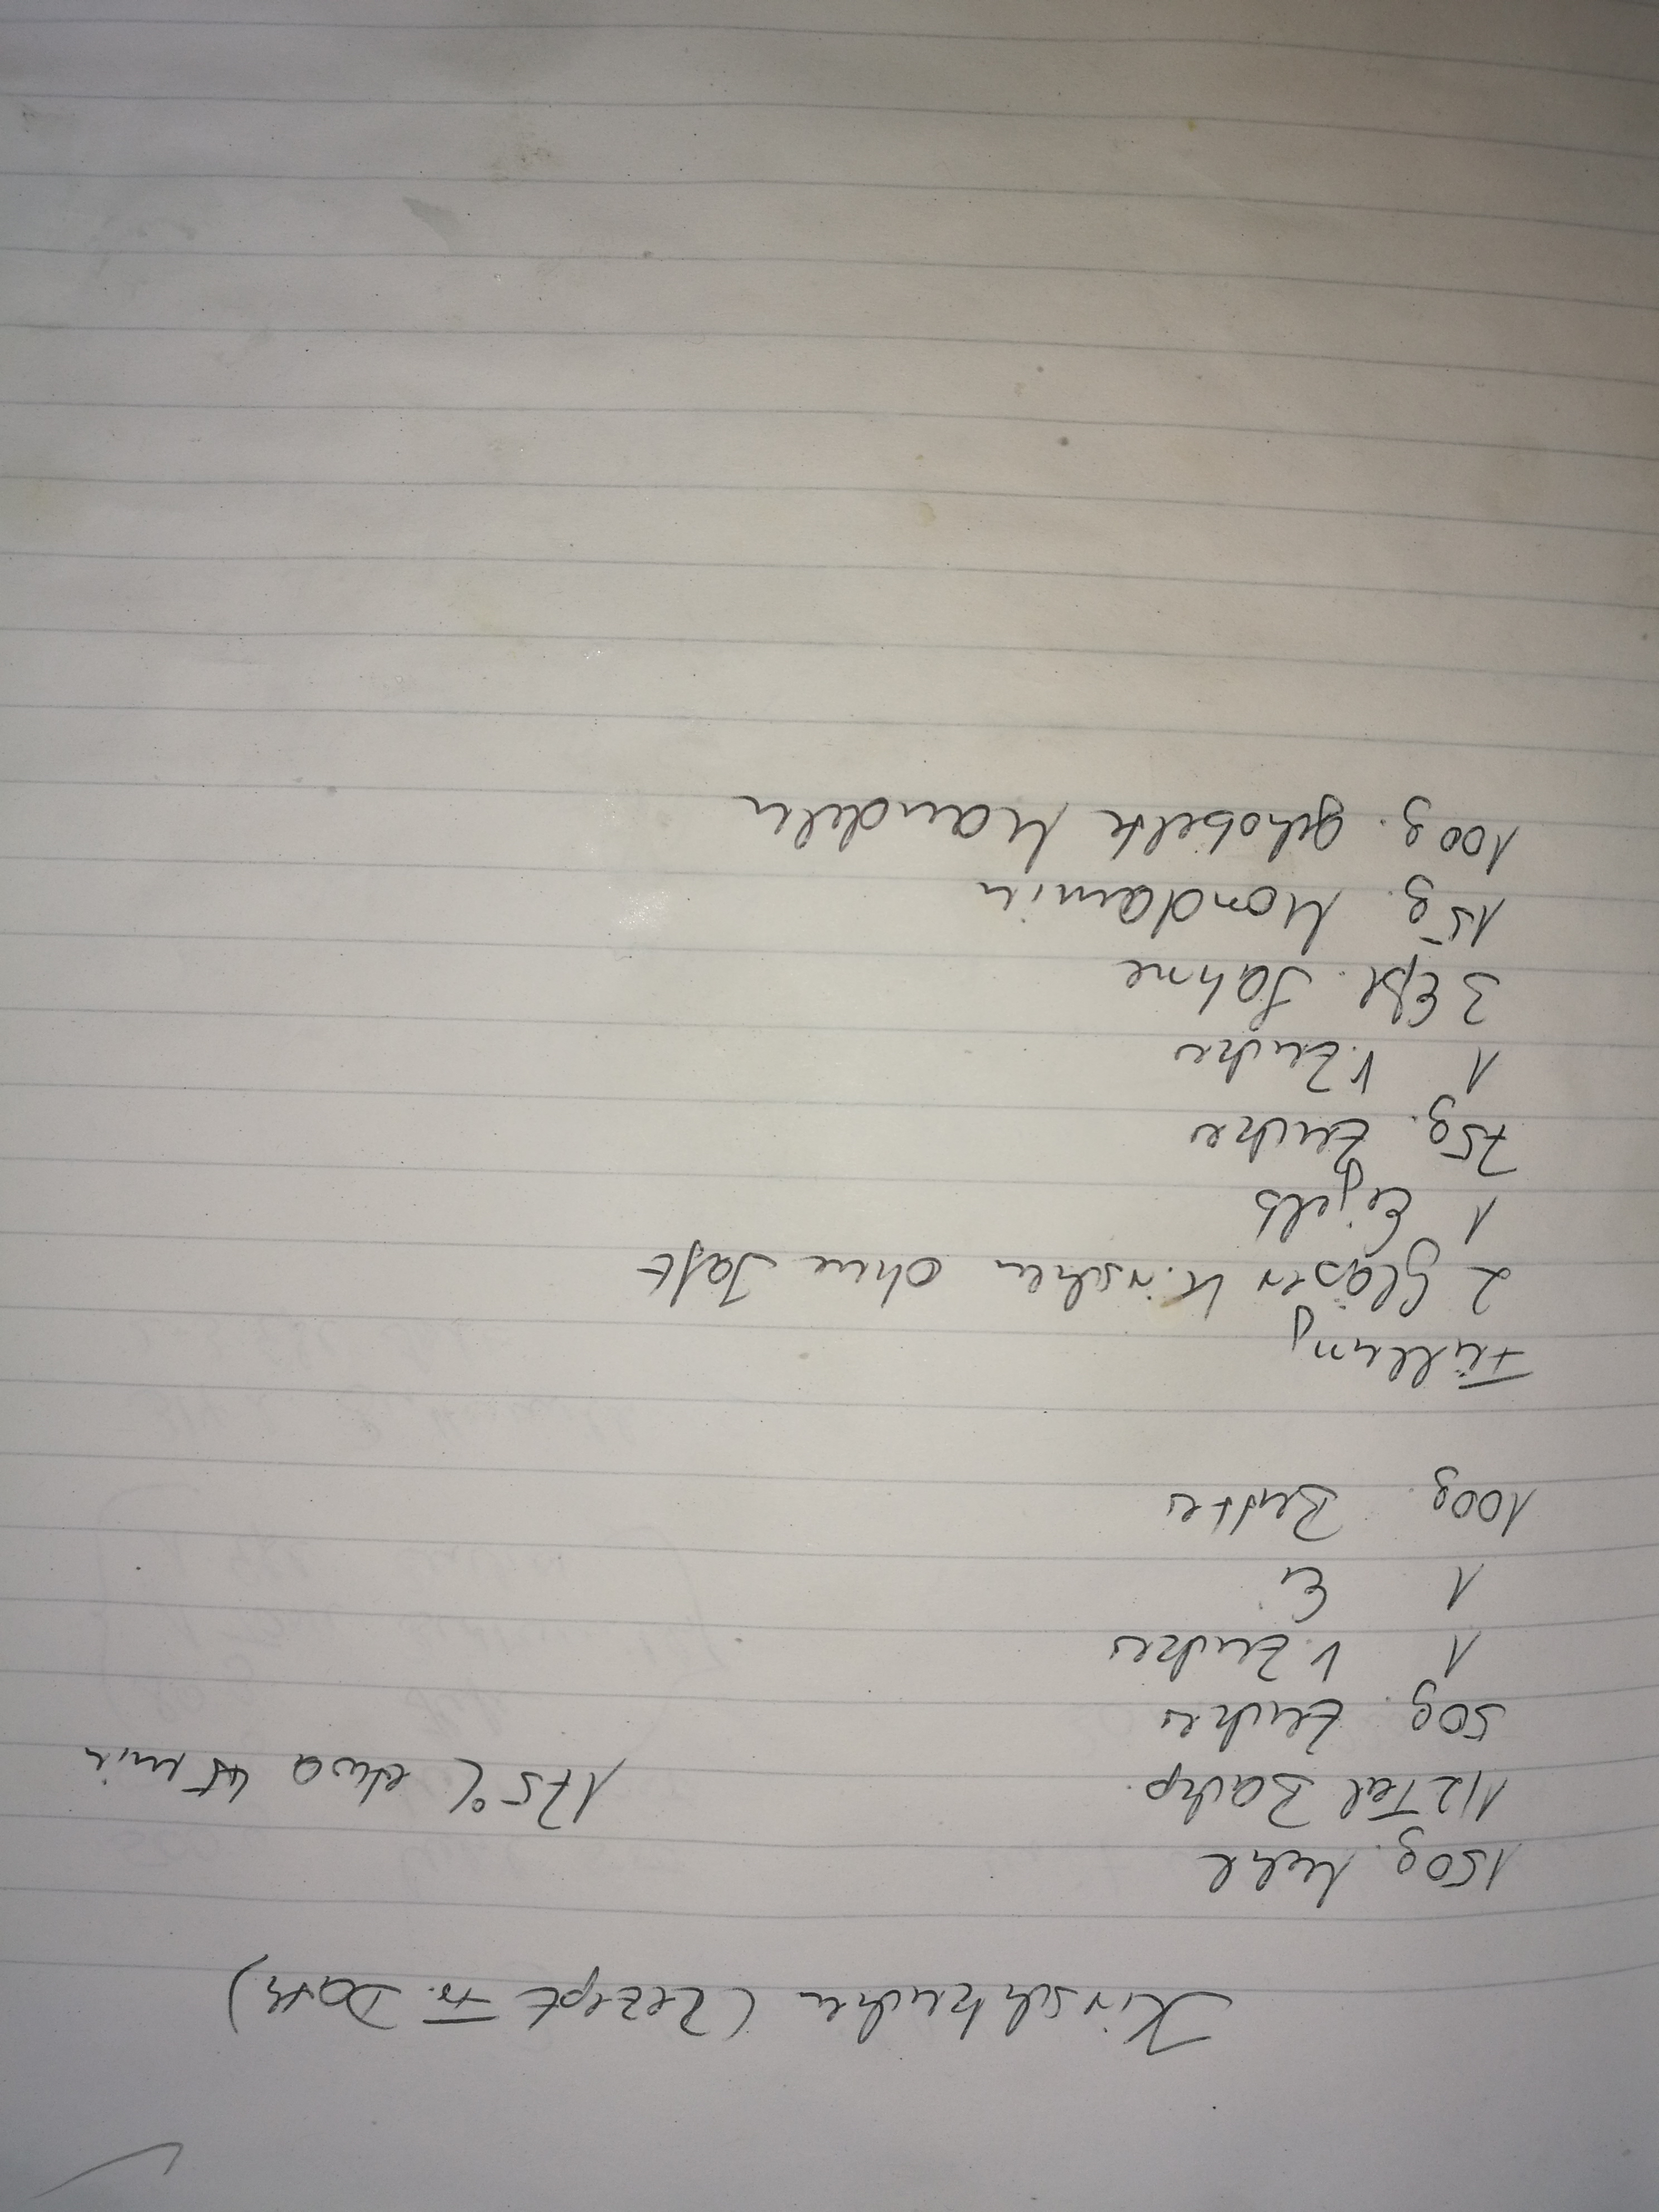 Kirschkuchen (Rezept Fr. Dath)
150g. Mehl
1/2 Teel Backp.
175°C etwa 45 min
50g. Zucker
1 V. Zucker
1 Ei
100g. Butter
Füllung
2 Gläser Kirschen ohne Saft
1 Eigelb
75g. Zucker
1 V. Zucker
3 Eßl. Sahne
15g. Mondamin
100g. gehobelte Mandeln